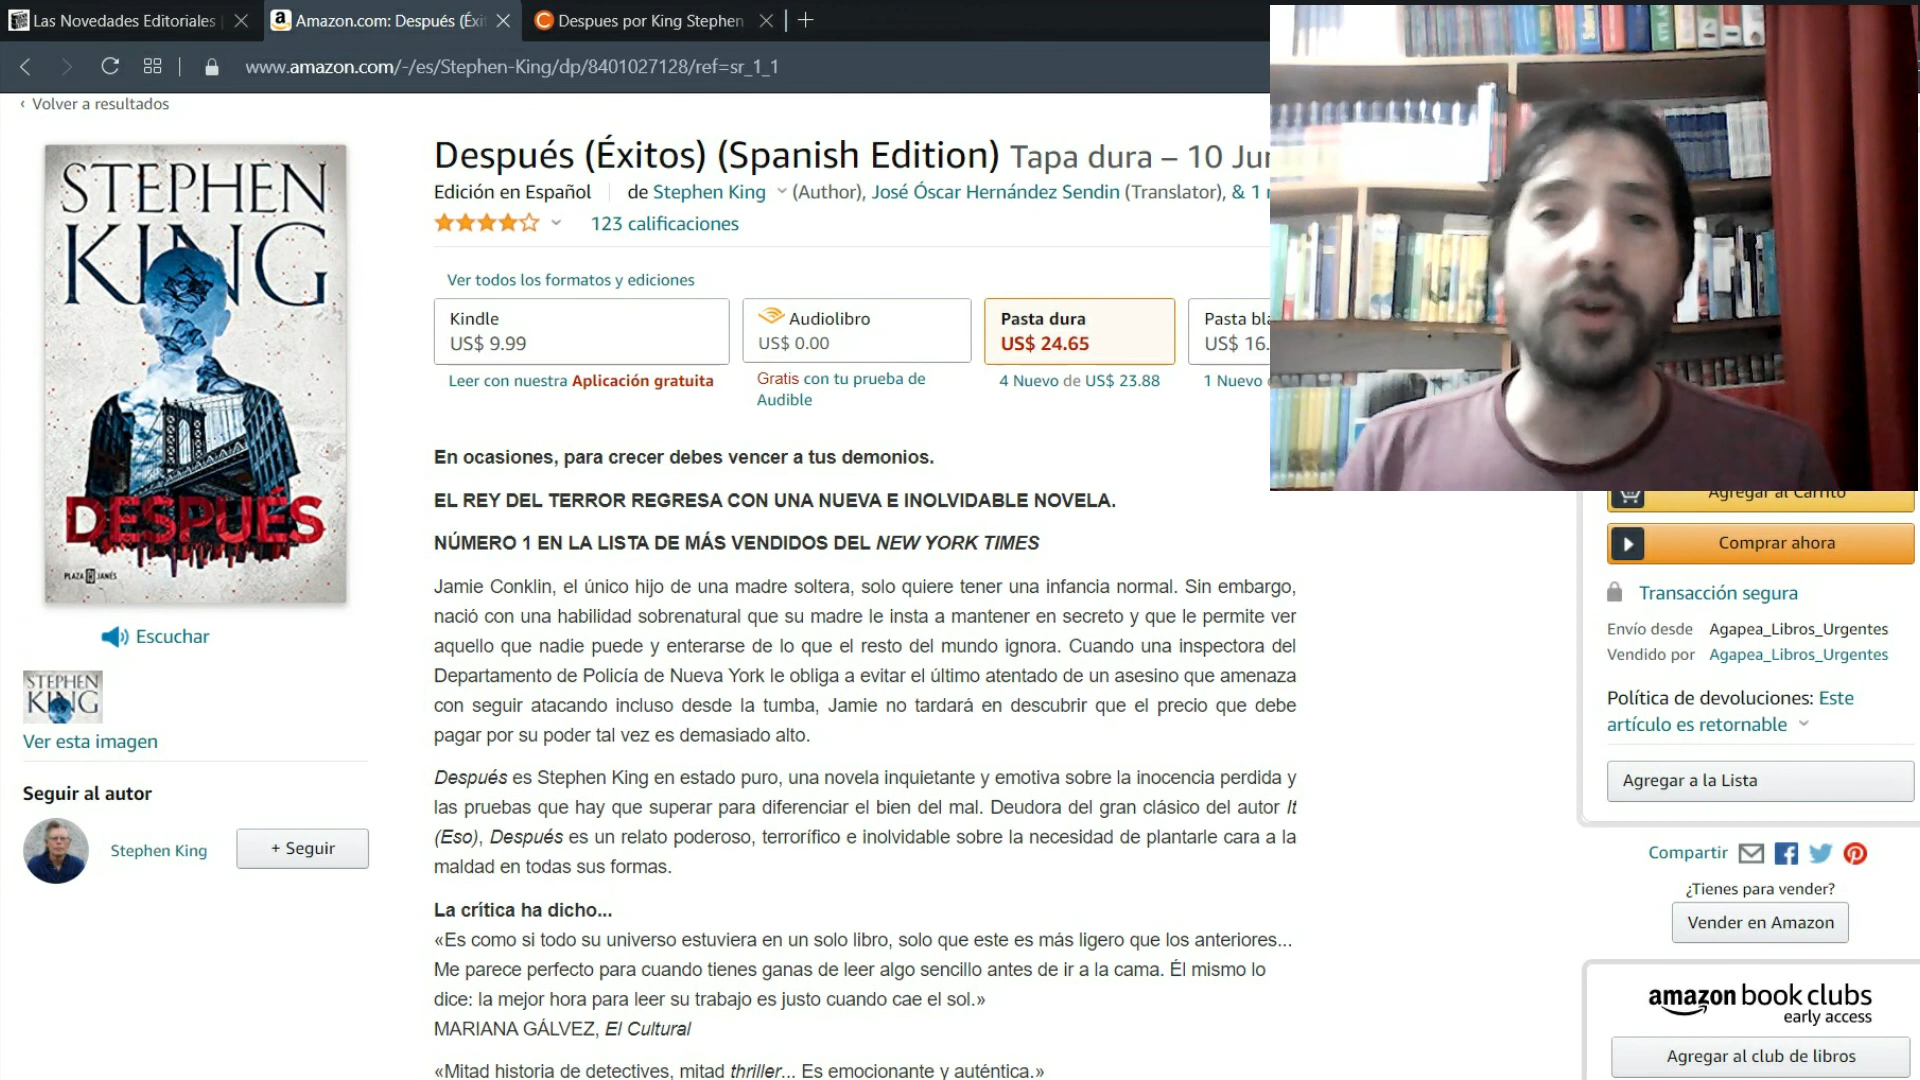 Las Novedades Editoriales
Amazon.com: Después (Éxi
Despues por King Stephen
www.amazon.com/-/es/Stephen-King/dp/8401027128/ref=sr_1_1
‹ Volver a resultados
STEPHEN
KING
DESPUÉS
PLAZA JANÉS
Escuchar
STEPHEN
KING
Ver esta imagen
Seguir al autor
Stephen King
+ Seguir
Después (Éxitos) (Spanish Edition) Tapa dura – 10 Jun
Edición en Español de Stephen King (Author), José Óscar Hernández Sendin (Translator), & 1
123 calificaciones
Ver todos los formatos y ediciones
Kindle
US$ 9.99
Leer con nuestra Aplicación gratuita
Audiolibro
US$ 0.00
Gratis con tu prueba de
Audible
Pasta dura
US$ 24.65
4 Nuevo de US$ 23.88
Pasta bla
US$ 16.
1 Nuevo
En ocasiones, para crecer debes vencer a tus demonios.
EL REY DEL TERROR REGRESA CON UNA NUEVA E INOLVIDABLE NOVELA.
NÚMERO 1 EN LA LISTA DE MÁS VENDIDOS DEL NEW YORK TIMES
Jamie Conklin, el único hijo de una madre soltera, solo quiere tener una infancia normal. Sin embargo,
nació con una habilidad sobrenatural que su madre le insta a mantener en secreto y que le permite ver
aquello que nadie puede y enterarse de lo que el resto del mundo ignora. Cuando una inspectora del
Departamento de Policía de Nueva York le obliga a evitar el último atentado de un asesino que amenaza
con seguir atacando incluso desde la tumba, Jamie no tardará en descubrir que el precio que debe
pagar por su poder tal vez es demasiado alto.
Después es Stephen King en estado puro, una novela inquietante y emotiva sobre la inocencia perdida y
las pruebas que hay que superar para diferenciar el bien del mal. Deudora del gran clásico del autor It
(Eso), Después es un relato poderoso, terrorífico e inolvidable sobre la necesidad de plantarle cara a la
maldad en todas sus formas.
La crítica ha dicho...
«Es como si todo su universo estuviera en un solo libro, solo que este es más ligero que los anteriores...
Me parece perfecto para cuando tienes ganas de leer algo sencillo antes de ir a la cama. Él mismo lo
dice: la mejor hora para leer su trabajo es justo cuando cae el sol.»
MARIANA GÁLVEZ, El Cultural
«Mitad historia de detectives, mitad thriller... Es emocionante y auténtica.»
Agregar al Carrito
Comprar ahora
Transacción segura
Envío desde Agapea_Libros_Urgentes
Vendido por Agapea_Libros_Urgentes
Política de devoluciones: Este
artículo es retornable
Agregar a la Lista
Compartir
¿Tienes para vender?
Vender en Amazon
amazon book clubs
early access
Agregar al club de libros